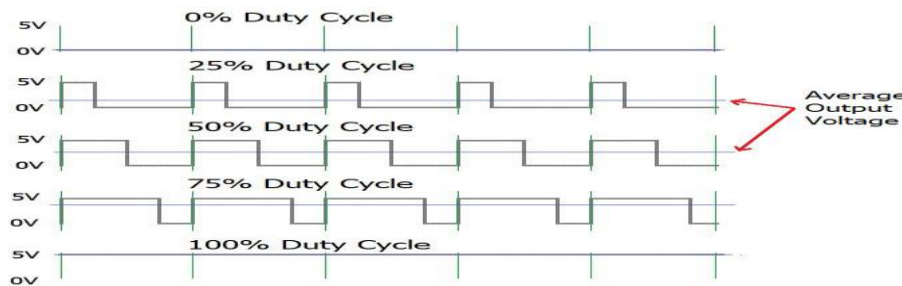 0% Duty Cycle
5V
0V
25% Duty Cycle
5V
0V
Average
Output
Voltage
50% Duty Cycle
5V
0V
75% Duty Cycle
5V
0V
100% Duty Cycle
5V
0V